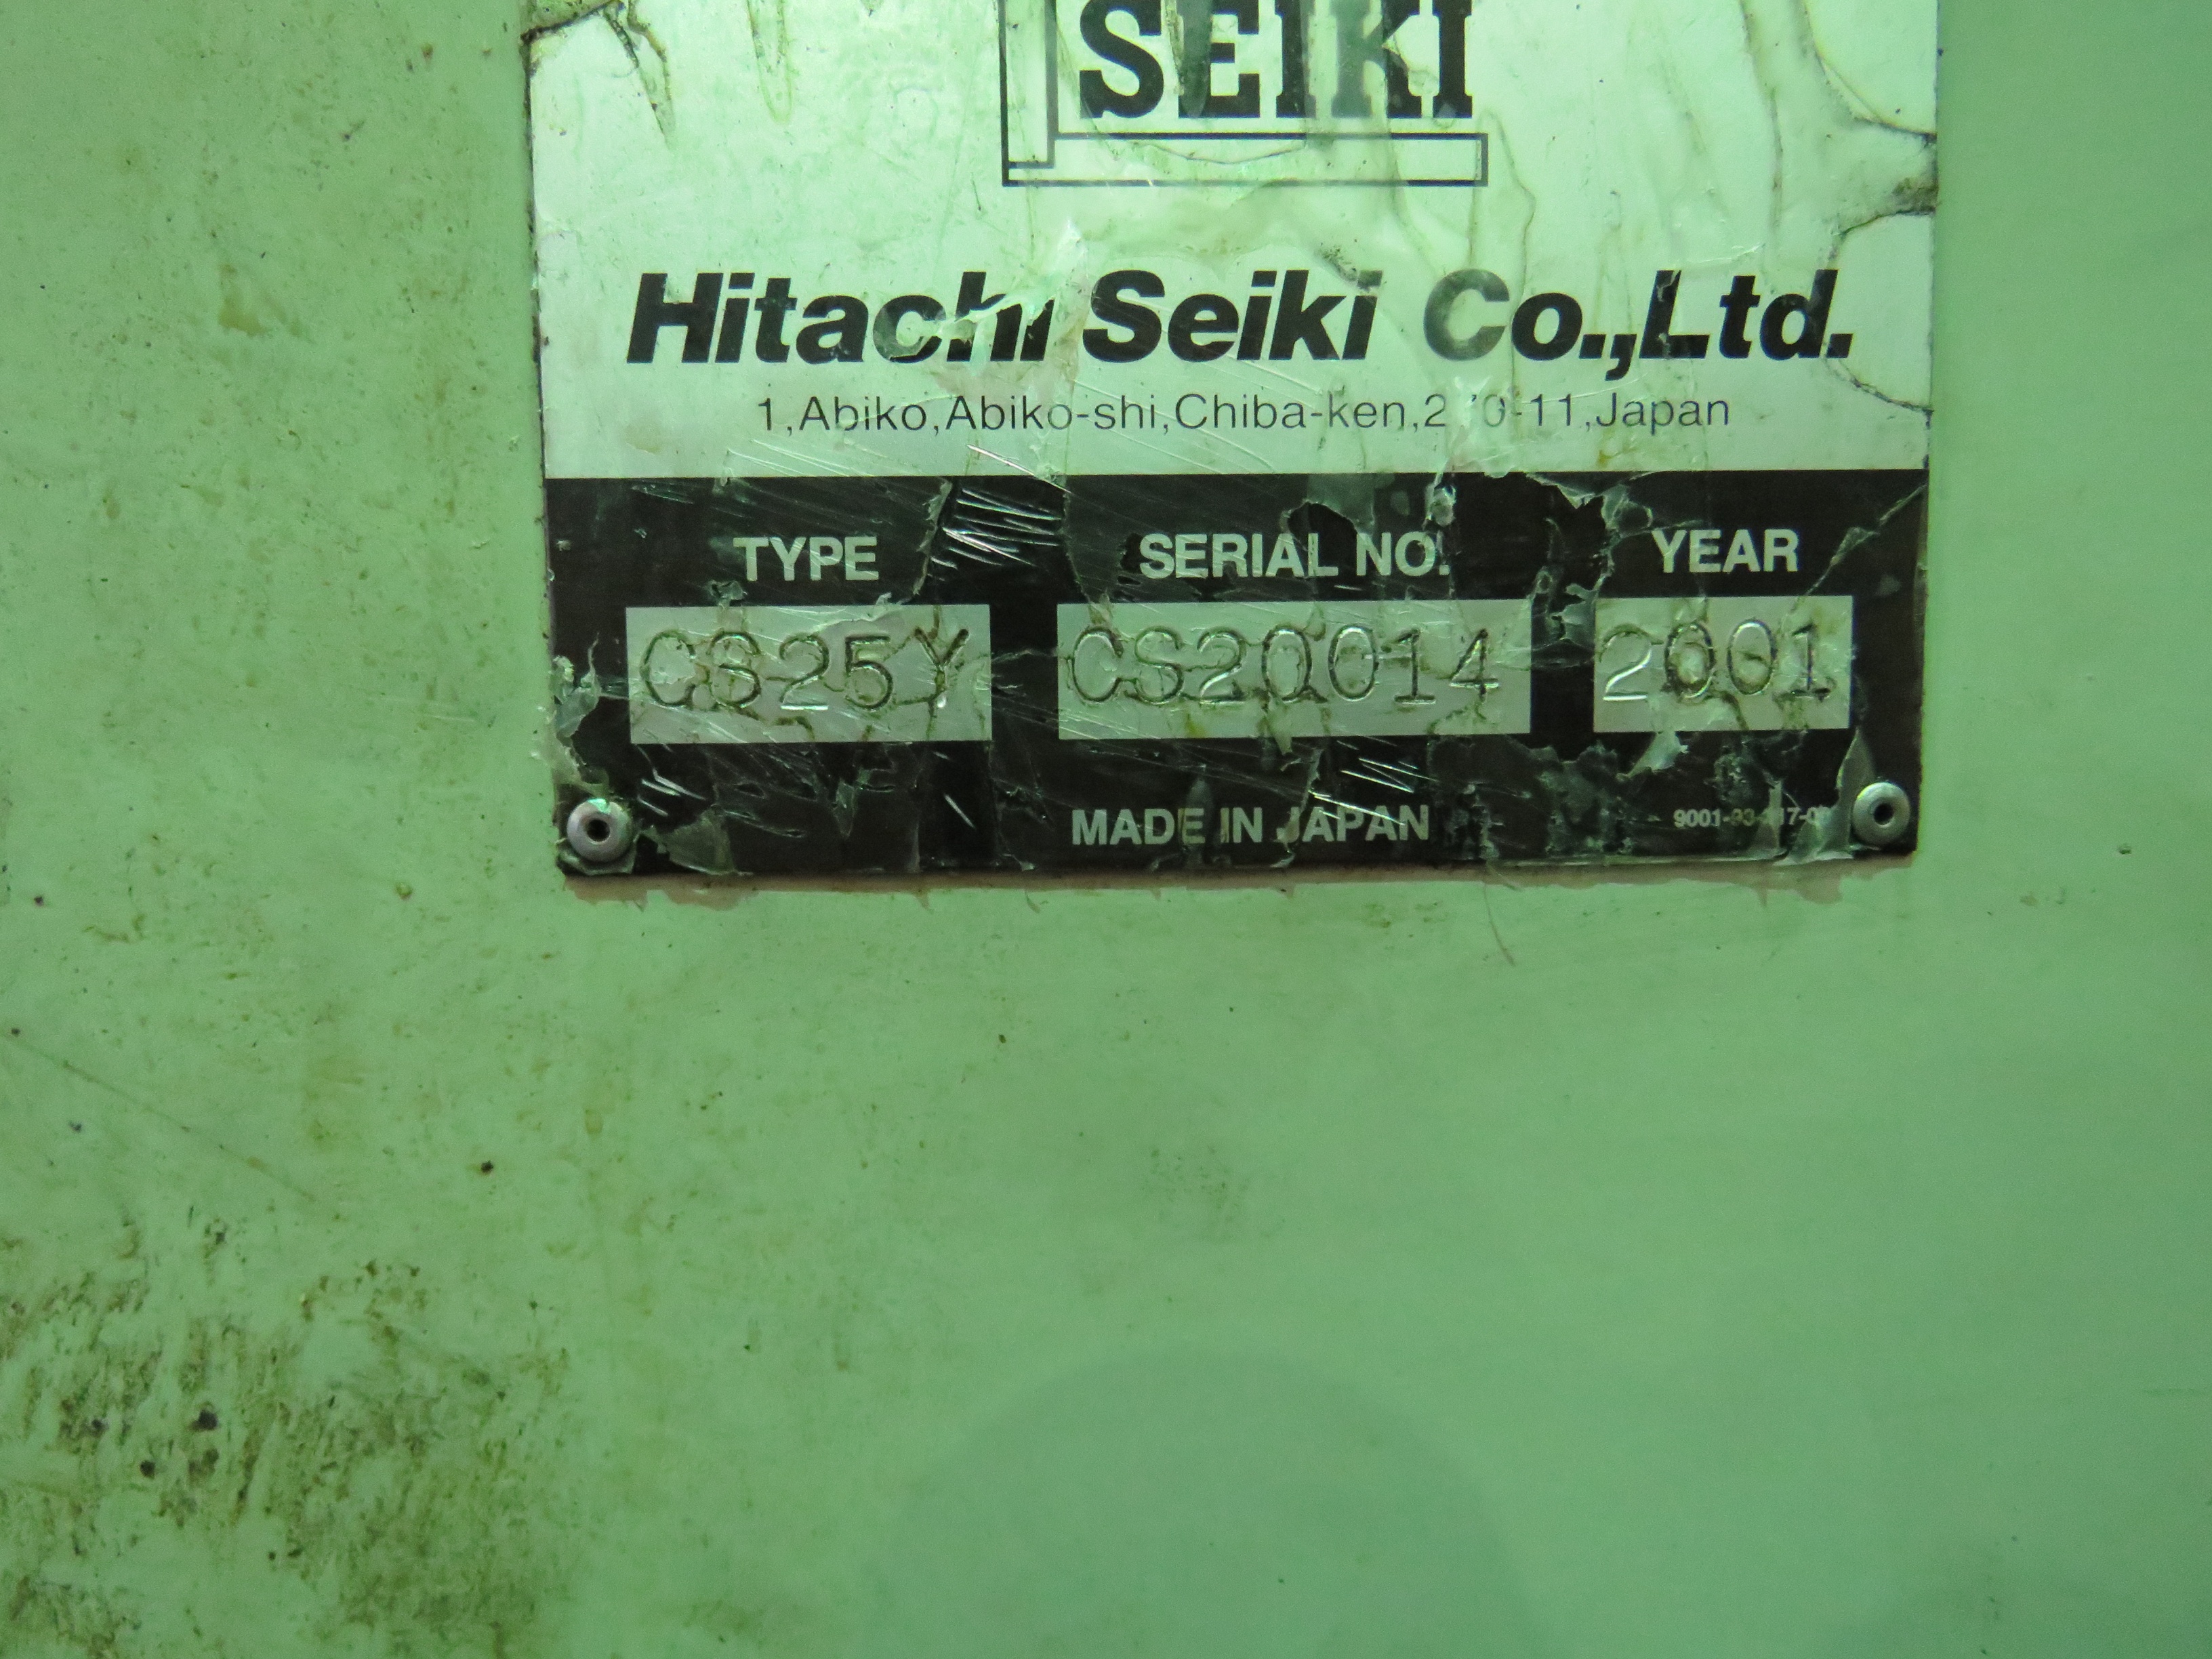 SEIKI
Hitachi Seiki Co.,Ltd.
1,Abiko,Abiko-shi,Chiba-ken, Japan
TYPE SERIAL NO. YEAR
CS25Y CS20014 2001
MADE IN JAPAN